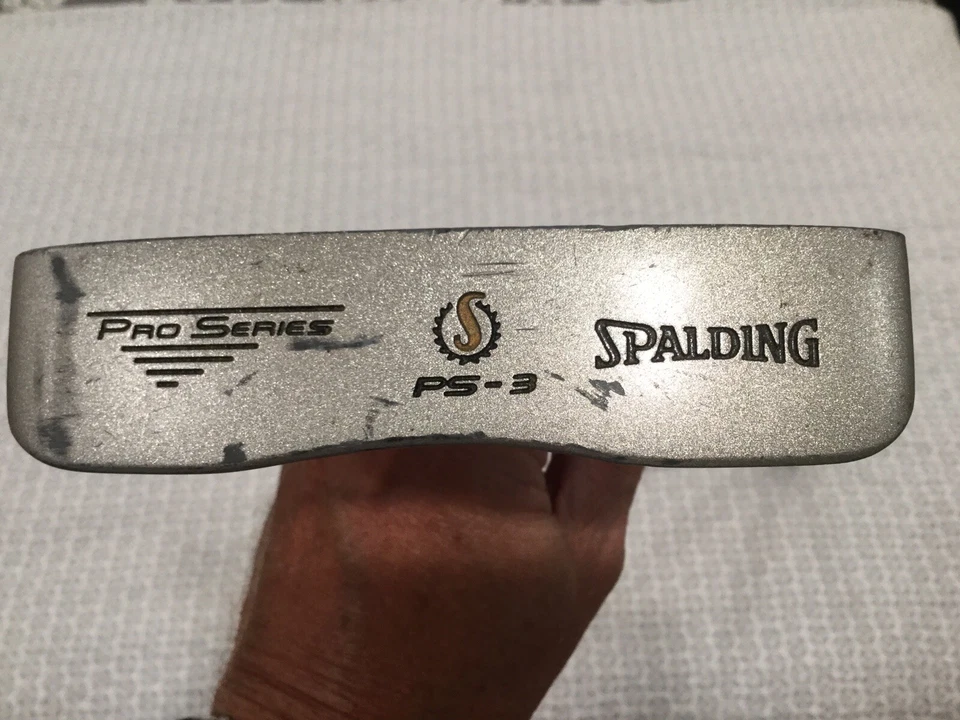 PRO SERIES
S
PS-3
SPALDING